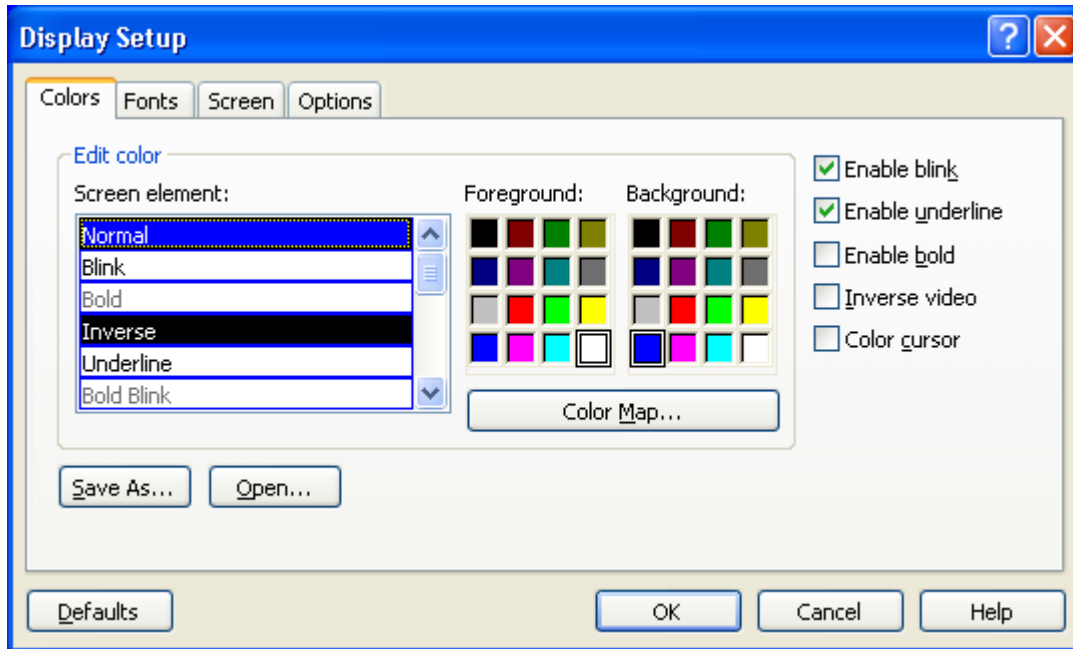 Display Setup
Colors Fonts Screen Options
Edit color
Screen element:
Normal
Blink
Bold
Inverse
Underline
Bold Blink
Foreground: Background:
Color Map...
Enable blink
Enable underline
Enable bold
Inverse video
Color cursor
Save As... Open...
Defaults OK Cancel Help